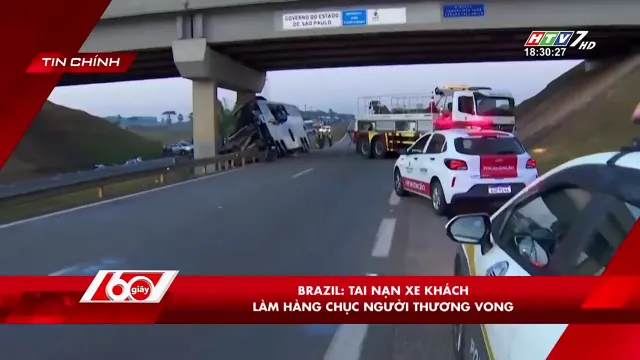 TIN CHÍNH
GOVERNO DO ESTADO
DE SÃO PAULO
HTV7 HD
18:30:27
FISCALIZAÇÃO
60 giây
BRAZIL: TAI NẠN XE KHÁCH
LÀM HÀNG CHỤC NGƯỜI THƯƠNG VONG